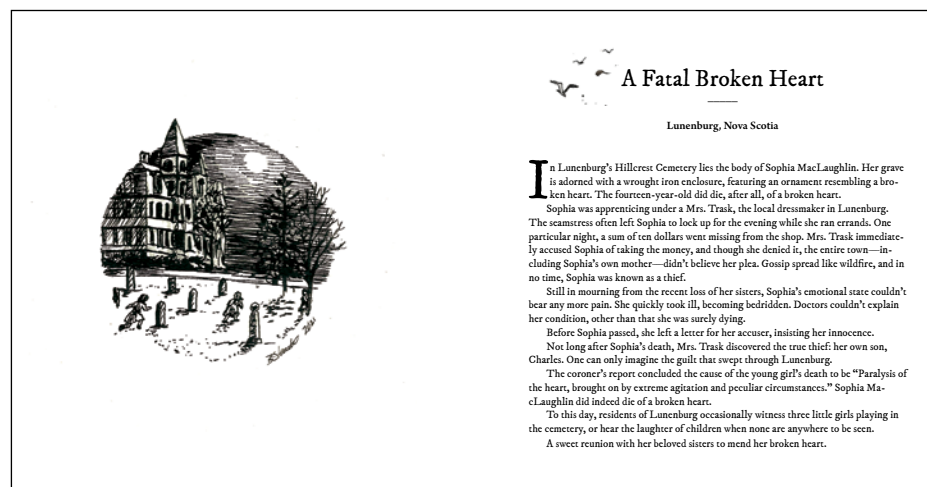 A Fatal Broken Heart
Lunenburg, Nova Scotia
In Lunenburg's Hillcrest Cemetery lies the body of Sophia MacLaughlin. Her grave
is adorned with a wrought iron enclosure, featuring an ornament resembling a bro-
ken heart. The fourteen-year-old did die, after all, of a broken heart.
Sophia was apprenticing under a Mrs. Trask, the local dressmaker in Lunenburg.
The seamstress often left Sophia to lock up for the evening while she ran errands. One
particular night, a sum of ten dollars went missing from the shop. Mrs. Trask immediate-
ly accused Sophia of taking the money, and though she denied it, the entire town—in-
cluding Sophia's own mother—didn't believe her plea. Gossip spread like wildfire, and in
no time, Sophia was known as a thief.
Still in mourning from the recent loss of her sisters, Sophia's emotional state couldn't
bear any more pain. She quickly took ill, becoming bedridden. Doctors couldn't explain
her condition, other than that she was surely dying.
Before Sophia passed, she left a letter for her accuser, insisting her innocence.
Not long after Sophia's death, Mrs. Trask discovered the true thief: her own son,
Charles. One can only imagine the guilt that swept through Lunenburg.
The coroner's report concluded the cause of the young girl's death to be “Paralysis of
the heart, brought on by extreme agitation and peculiar circumstances.” Sophia Ma-
cLaughlin did indeed die of a broken heart.
To this day, residents of Lunenburg occasionally witness three little girls playing in
the cemetery, or hear the laughter of children when none are anywhere to be seen.
A sweet reunion with her beloved sisters to mend her broken heart.